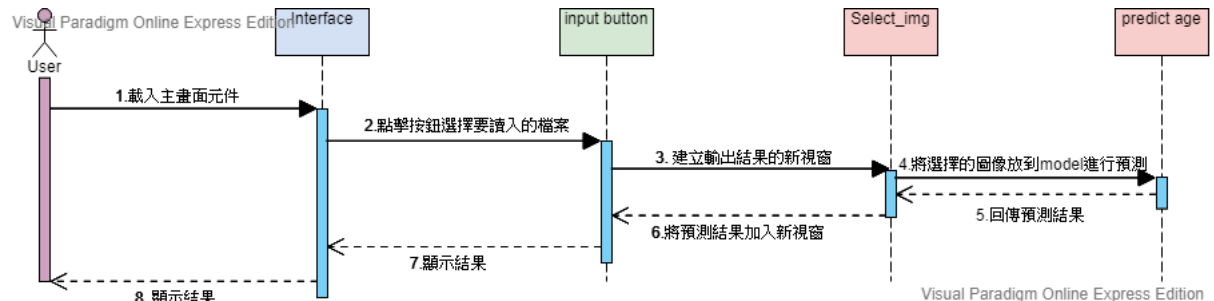 Visual Paradigm Online Express Edition
Interface
input button
Select_img
predict age
User
1.載入主畫面元件
2.點擊按鈕選擇要讀入的檔案
3. 建立輸出結果的新視窗
4.將選擇的圖像放到model進行預測
5.回傳預測結果
6.將預測結果加入新視窗
7.顯示結果
8. 顯示結果
Visual Paradigm Online Express Edition